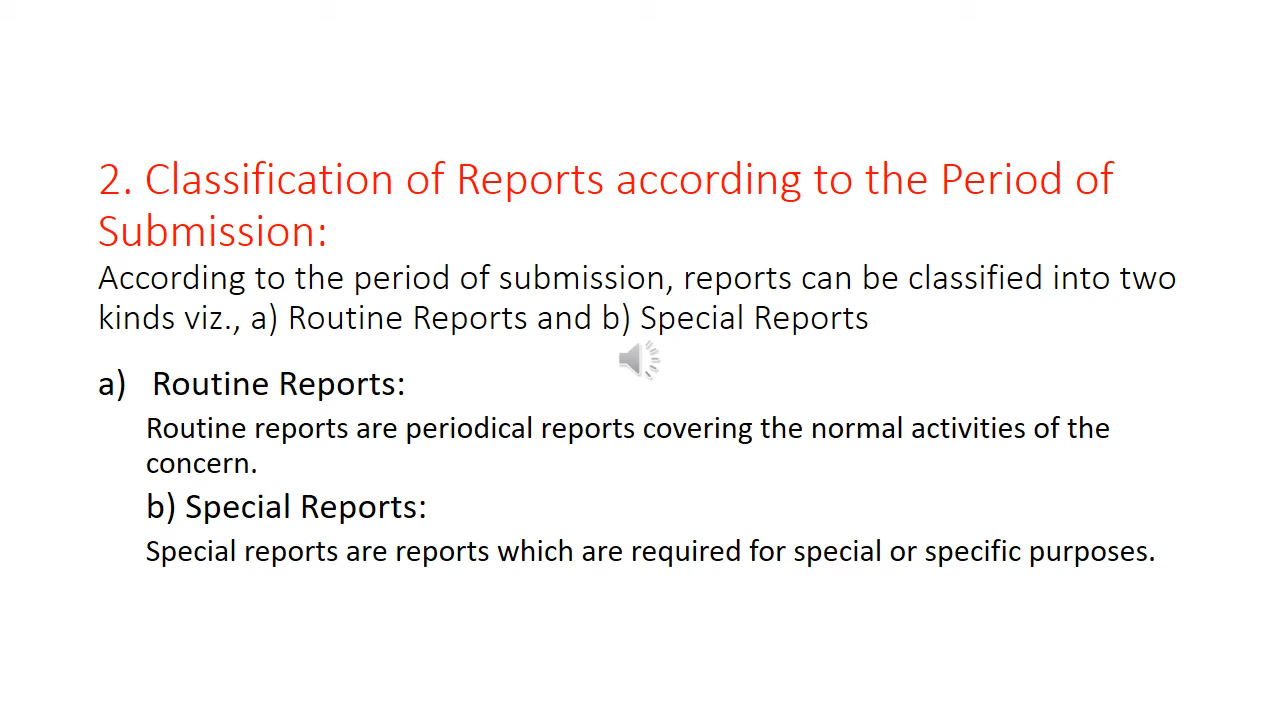 2. Classification of Reports according to the Period of
Submission:
According to the period of submission, reports can be classified into two
kinds viz., a) Routine Reports and b) Special Reports
a) Routine Reports:
Routine reports are periodical reports covering the normal activities of the
concern.
b) Special Reports:
Special reports are reports which are required for special or specific purposes.